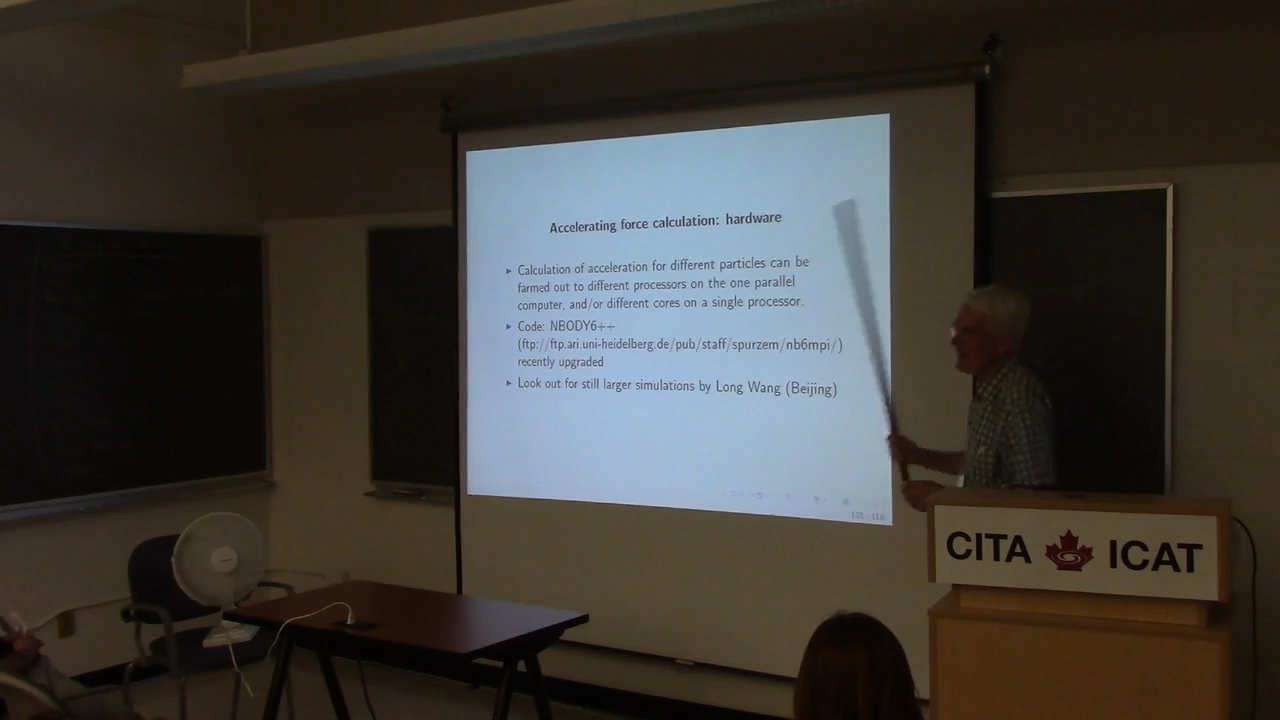 Accelerating force calculation: hardware
Calculation of acceleration for different particles can be
farmed out to different processors on the one parallel
computer, and/or different cores on a single processor.
Code: NBODY6++
(ftp://ftp.ari.uni-heidelberg.de/pub/staff/spurzem/nb6mpi/)
recently upgraded
Look out for still larger simulations by Long Wang (Beijing)
CITA ICAT